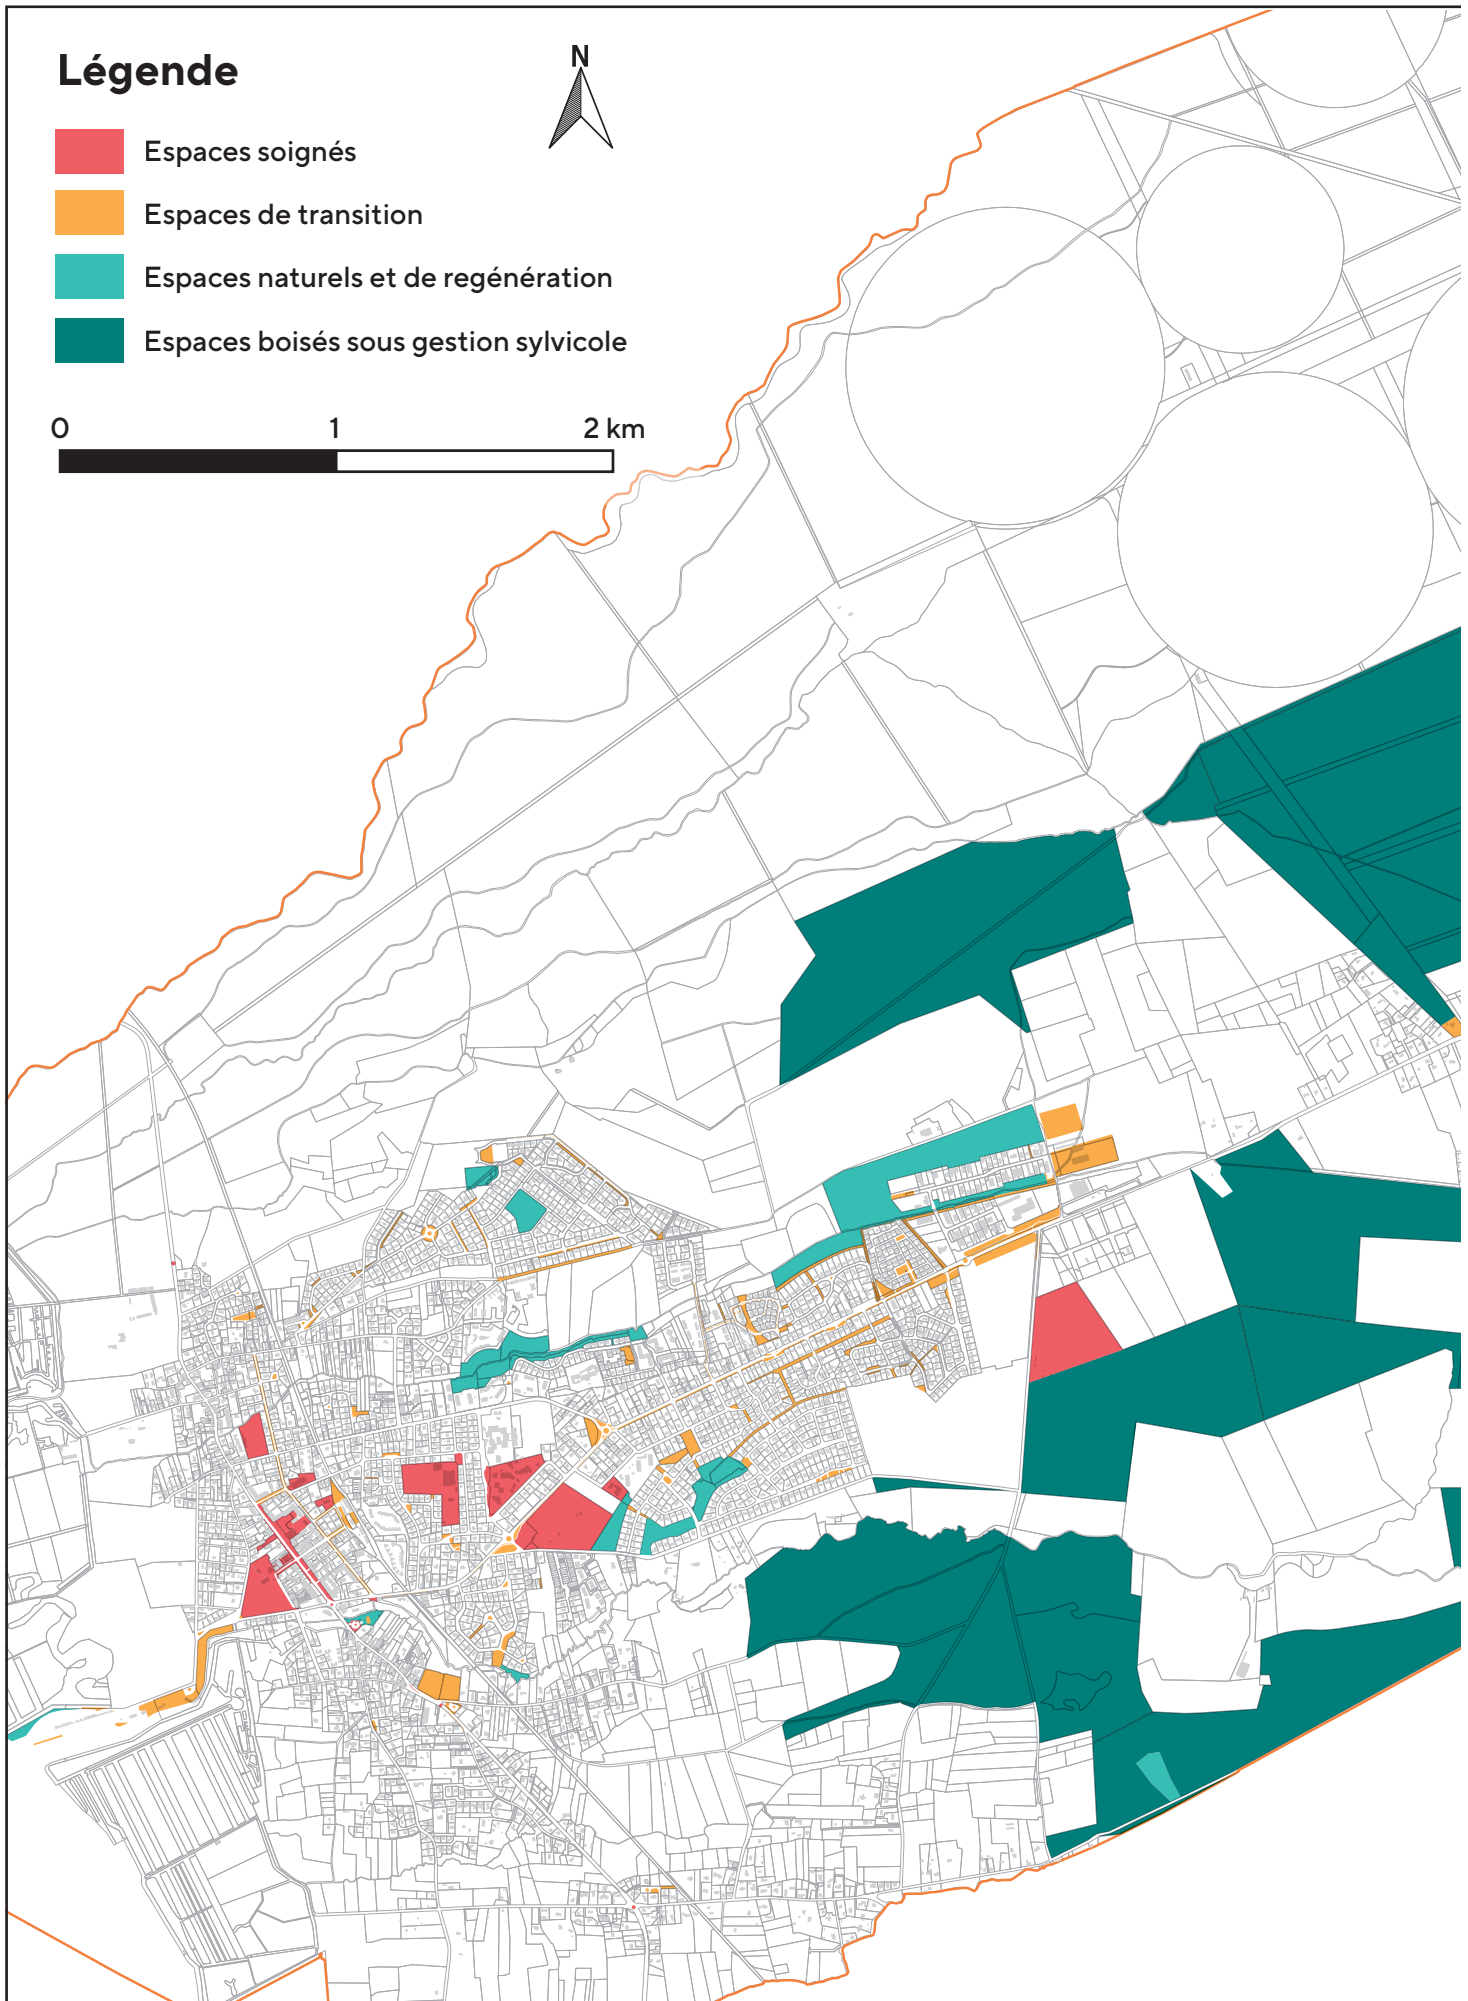 Légende
N
Espaces soignés
Espaces de transition
Espaces naturels et de regénération
Espaces boisés sous gestion sylvicole
0 1 2 km